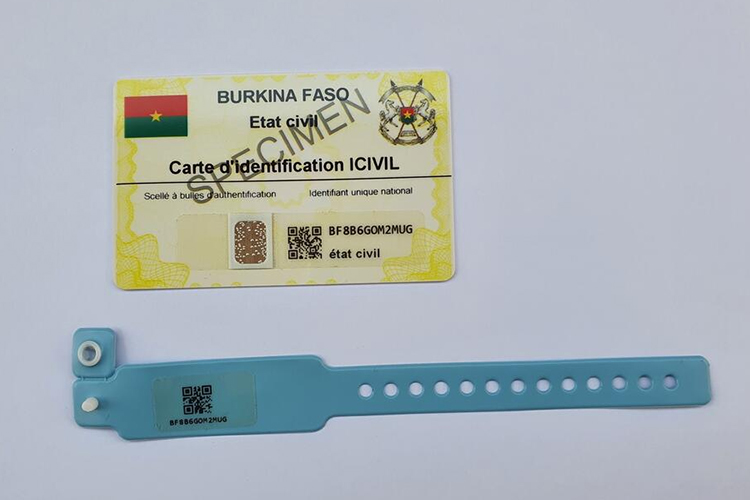 BURKINA FASO
Etat civil
SPECIMEN
Carte d'identification ICIVIL
Scellé à bulles d'authentification
Identifiant unique national
BF8B6GOM2MUG
état civil
BF8B6GOM2MUG